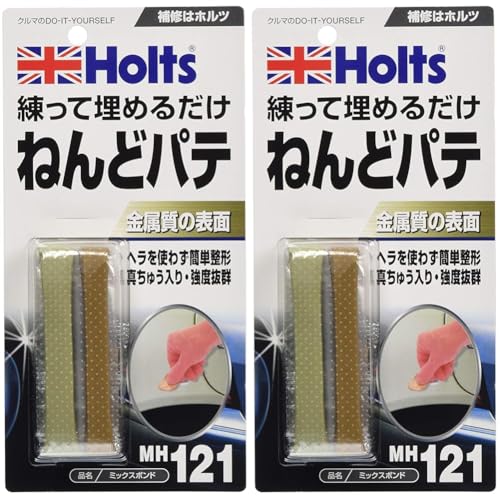 クルマのDO-IT-YOURSELF
補修はホルツ
Holts®
練って埋めるだけ
ねんどパテ
金属質の表面
ヘラを使わず簡単整形
真ちゅう入り・強度抜群
MH121
品名／ミックスボンド
クルマのDO-IT-YOURSELF
補修はホルツ
Holts®
練って埋めるだけ
ねんどパテ
金属質の表面
ヘラを使わず簡単整形
真ちゅう入り・強度抜群
MH121
品名／ミックスボンド